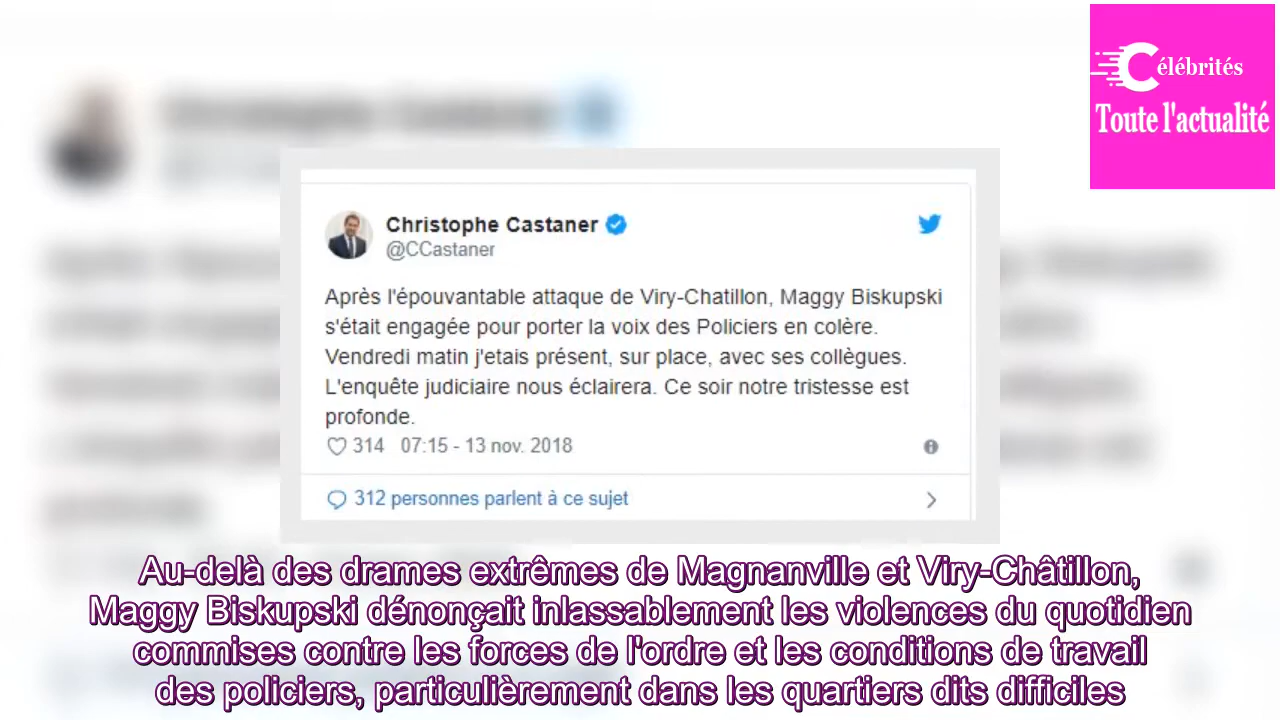 Célébrités
Toute l'actualité
Christophe Castaner
@CCastaner
Après l'épouvantable attaque de Viry-Chatillon, Maggy Biskupski
s'était engagée pour porter la voix des Policiers en colère.
Vendredi matin j'etais présent, sur place, avec ses collègues.
L'enquête judiciaire nous éclairera. Ce soir notre tristesse est
profonde.
314 07:15 - 13 nov. 2018
312 personnes parlent à ce sujet
Au-delà des drames extrêmes de Magnanville et Viry-Châtillon,
Maggy Biskupski dénonçait inlassablement les violences du quotidien
commises contre les forces de l'ordre et les conditions de travail
des policiers, particulièrement dans les quartiers dits difficiles